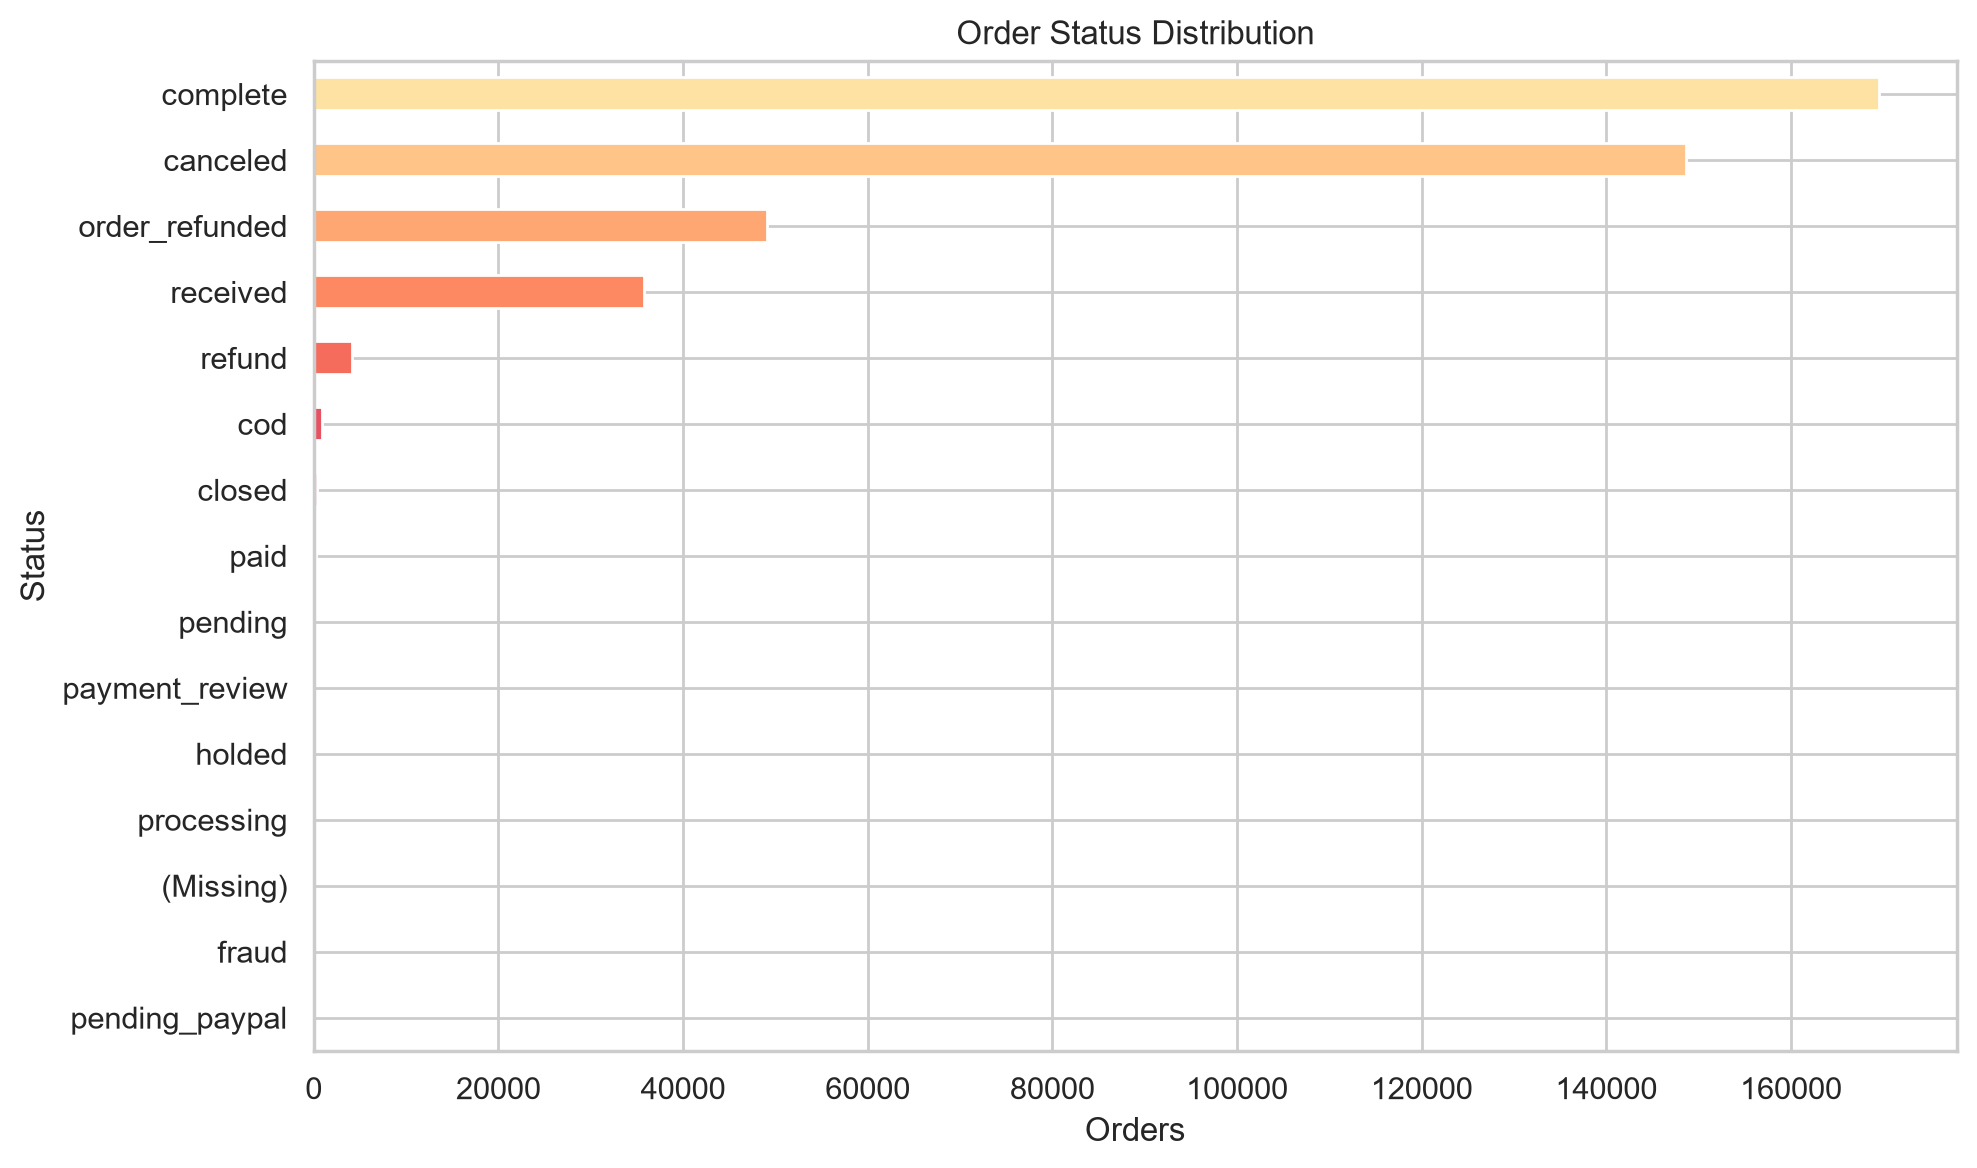 Order Status Distribution
complete
canceled
order_refunded
received
refund
cod
closed
paid
pending
payment_review
holded
processing
(Missing)
fraud
pending_paypal
Status
0 20000 40000 60000 80000 100000 120000 140000 160000
Orders